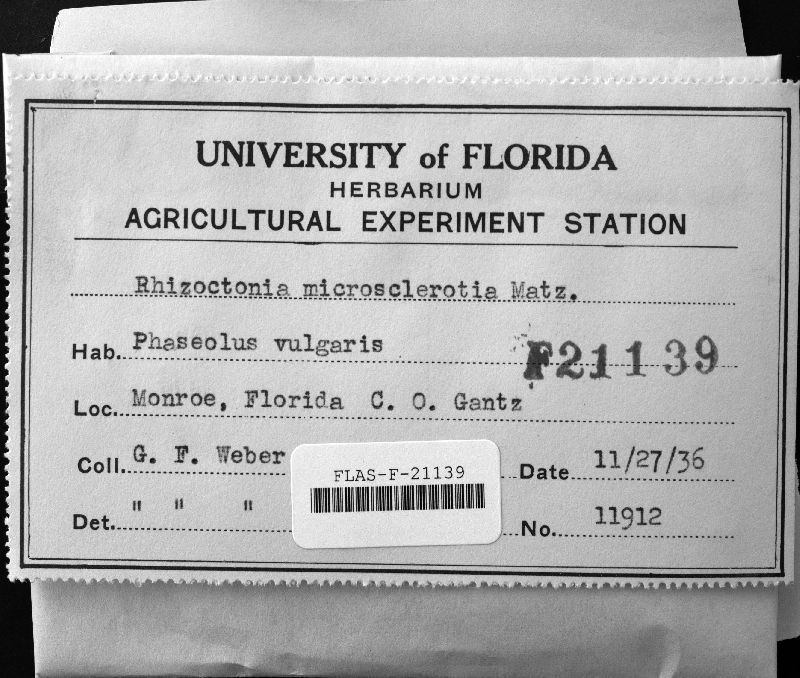 UNIVERSITY of FLORIDA
HERBARIUM
AGRICULTURAL EXPERIMENT STATION
Rhizoctonia microsclerotia Matz.
Hab. Phaseolus vulgaris
F21139
Loc. Monroe, Florida C. O. Gantz
Coll. G. F. Weber
Date 11/27/36
FLAS-F-21139
Det. " " "
No. 11912